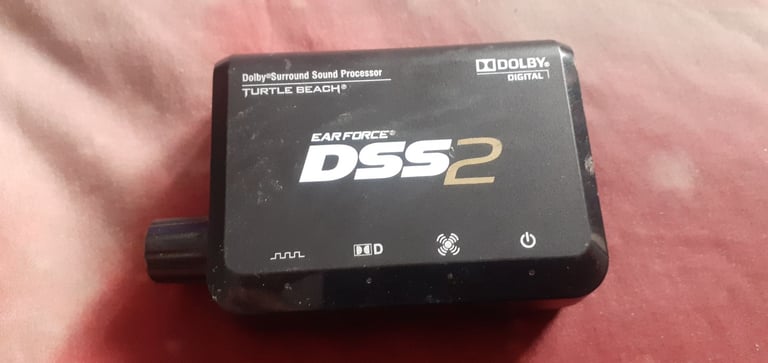 Dolby®Surround Sound Processor
TURTLE BEACH®
DOLBY®
DIGITAL
EAR FORCE®
DSS2
D